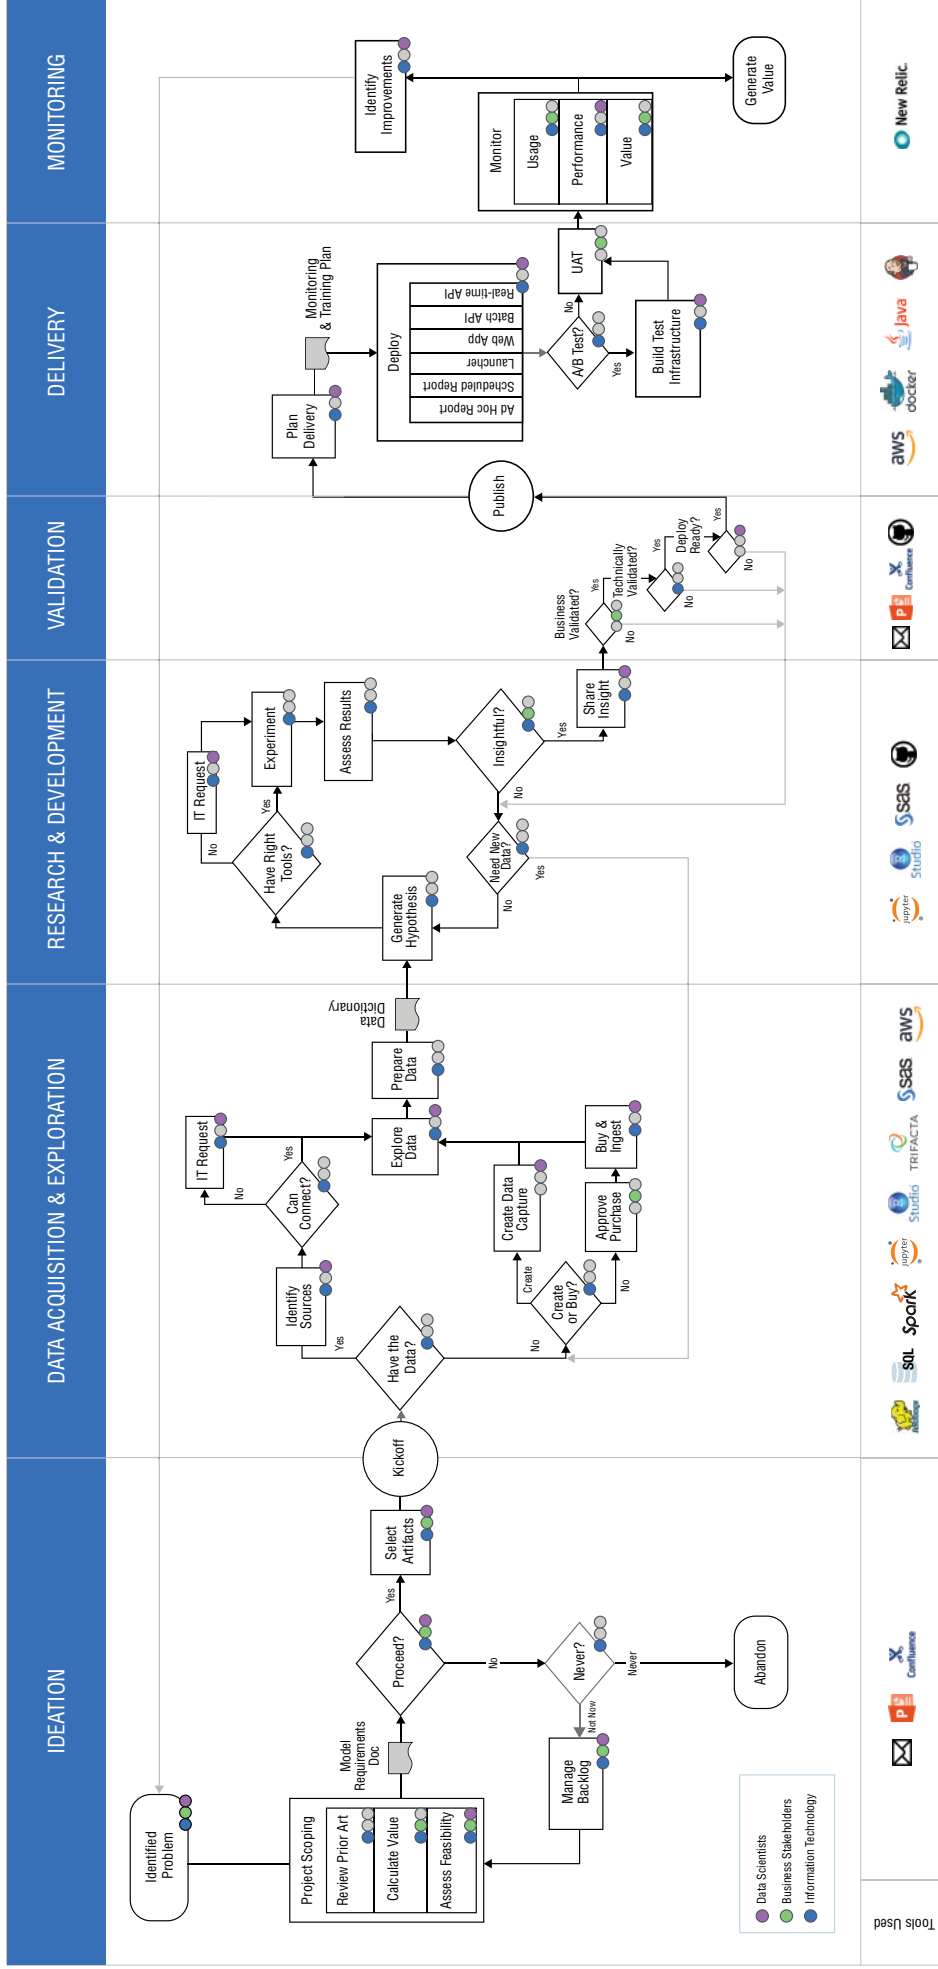 IDEATION
DATA ACQUISITION & EXPLORATION
RESEARCH & DEVELOPMENT
VALIDATION
DELIVERY
MONITORING
Identified
Problem
Project Scoping
Review Prior Art
Calculate Value
Assess Feasibility
Model
Requirements
Doc
Proceed?
Yes
No
Select
Artifacts
Never?
Not Now
Never
Manage
Backlog
Abandon
Kickoff
Have the
Data?
Yes
No
Identify
Sources
Can
Connect?
No
Yes
IT Request
Create
or Buy?
Create
No
Create Data
Capture
Approve
Purchase
Buy &
Ingest
Explore
Data
Prepare
Data
Data
Dictionary
Generate
Hypothesis
Have Right
Tools?
No
Yes
IT Request
Experiment
Assess Results
Insightful?
No
Yes
Need New
Data?
No
Yes
Share
Insight
Business
Validated?
Yes
No
Technically
Validated?
Yes
No
Deploy
Ready?
Yes
No
Publish
Plan
Delivery
Monitoring
& Training Plan
Deploy
Ad Hoc Report
Scheduled Report
Launcher
Web App
Batch API
Real-time API
A/B Test?
No
Yes
Build Test
Infrastructure
UAT
Monitor
Usage
Performance
Value
Identify
Improvements
Generate
Value
Data Scientists
Business Stakeholders
Information Technology
Tools Used
P
Confluence
SQL
Spark
jupyter
R
Studio
TRIFACTA
sas
aws
jupyter
R
Studio
sas
P
Confluence
aws
docker
Java
New Relic.